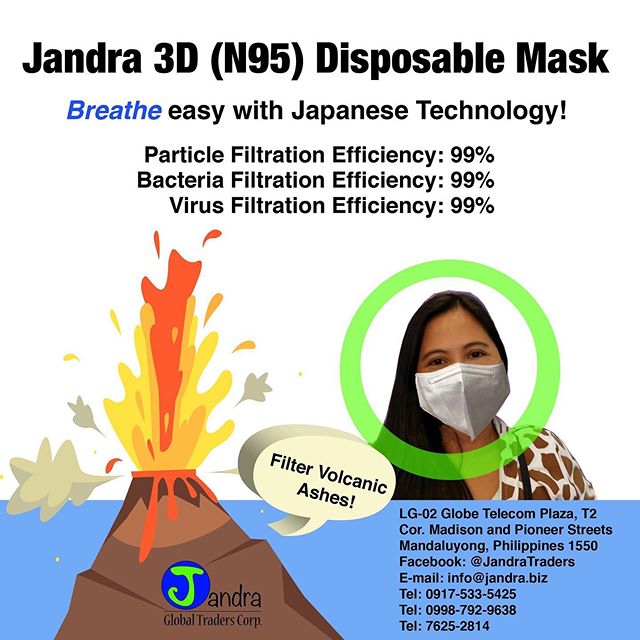 Jandra 3D (N95) Disposable Mask
Breathe easy with Japanese Technology!
Particle Filtration Efficiency: 99%
Bacteria Filtration Efficiency: 99%
Virus Filtration Efficiency: 99%
Filter Volcanic
Ashes!
LG-02 Globe Telecom Plaza, T2
Cor. Madison and Pioneer Streets
Mandaluyong, Philippines 1550
Facebook: @JandraTraders
E-mail: info@jandra.biz
Tel: 0917-533-5425
Tel: 0998-792-9638
Tel: 7625-2814
Jandra
Global Traders Corp.